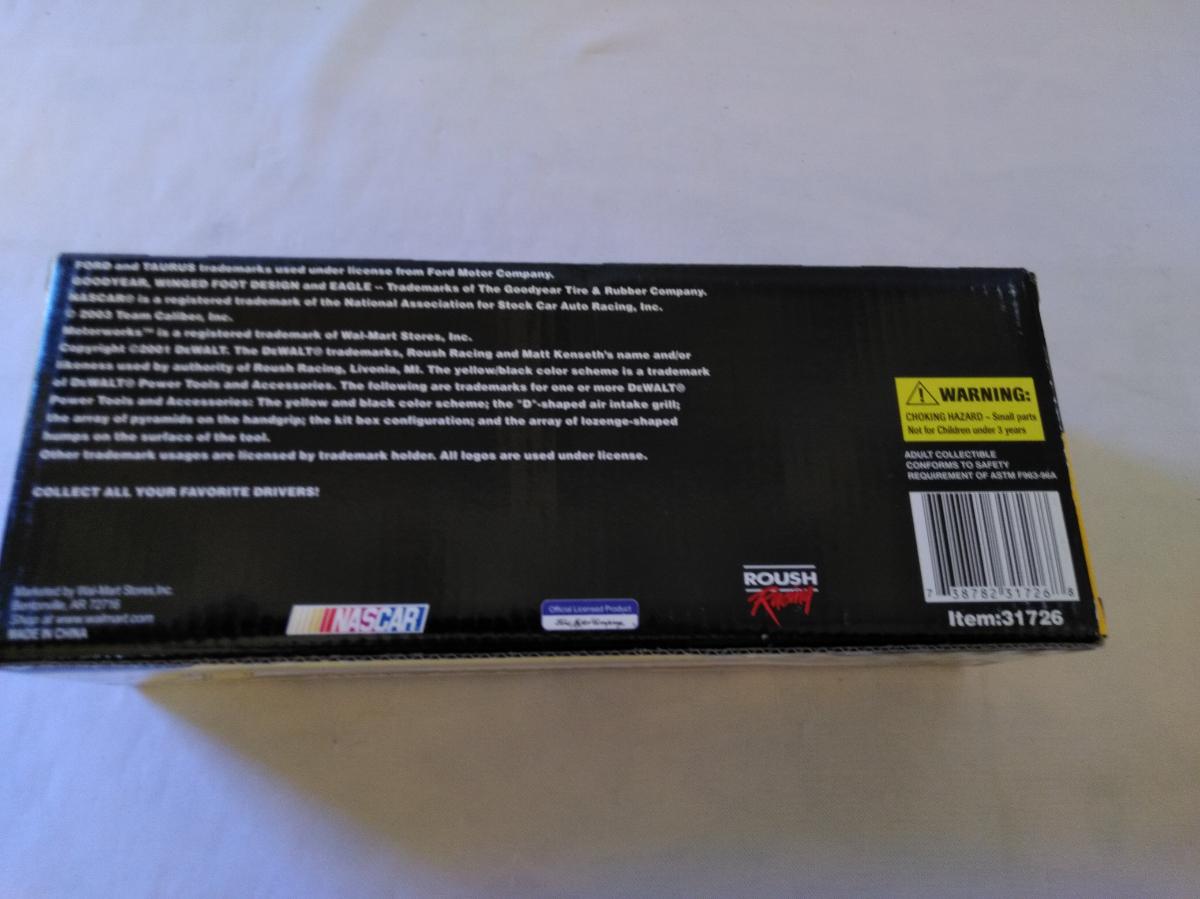 FORD and TAURUS trademarks used under license from Ford Motor Company.
GOODYEAR, WINGED FOOT DESIGN and EAGLE – Trademarks of The Goodyear Tire & Rubber Company.
NASCAR® is a registered trademark of the National Association for Stock Car Auto Racing, Inc.
© 2003 Team Caliber, Inc.
Motorworks™ is a registered trademark of Wal-Mart Stores, Inc.
Copyright ©2001 DeWALT. The DeWALT® trademarks, Roush Racing and Matt Kenseth's name and/or
likeness used by authority of Roush Racing, Livonia, MI. The yellow/black color scheme is a trademark
of DeWALT® Power Tools and Accessories. The following are trademarks for one or more DeWALT®
Power Tools and Accessories: The yellow and black color scheme; the "D"-shaped air intake grill;
the array of pyramids on the handgrip; the kit box configuration; and the array of lozenge-shaped
humps on the surface of the tool.
Other trademark usages are licensed by trademark holder. All logos are used under license.
COLLECT ALL YOUR FAVORITE DRIVERS!
Marketed by Wal-Mart Stores, Inc.
Bentonville, AR 72716
Shop at www.walmart.com
MADE IN CHINA
NASCAR
Official Licensed Product
ROUSH
Racing
WARNING:
CHOKING HAZARD – Small parts
Not for Children under 3 years
ADULT COLLECTIBLE
CONFORMS TO SAFETY
REQUIREMENT OF ASTM F963-96A
7 38782 31726 8
Item:31726